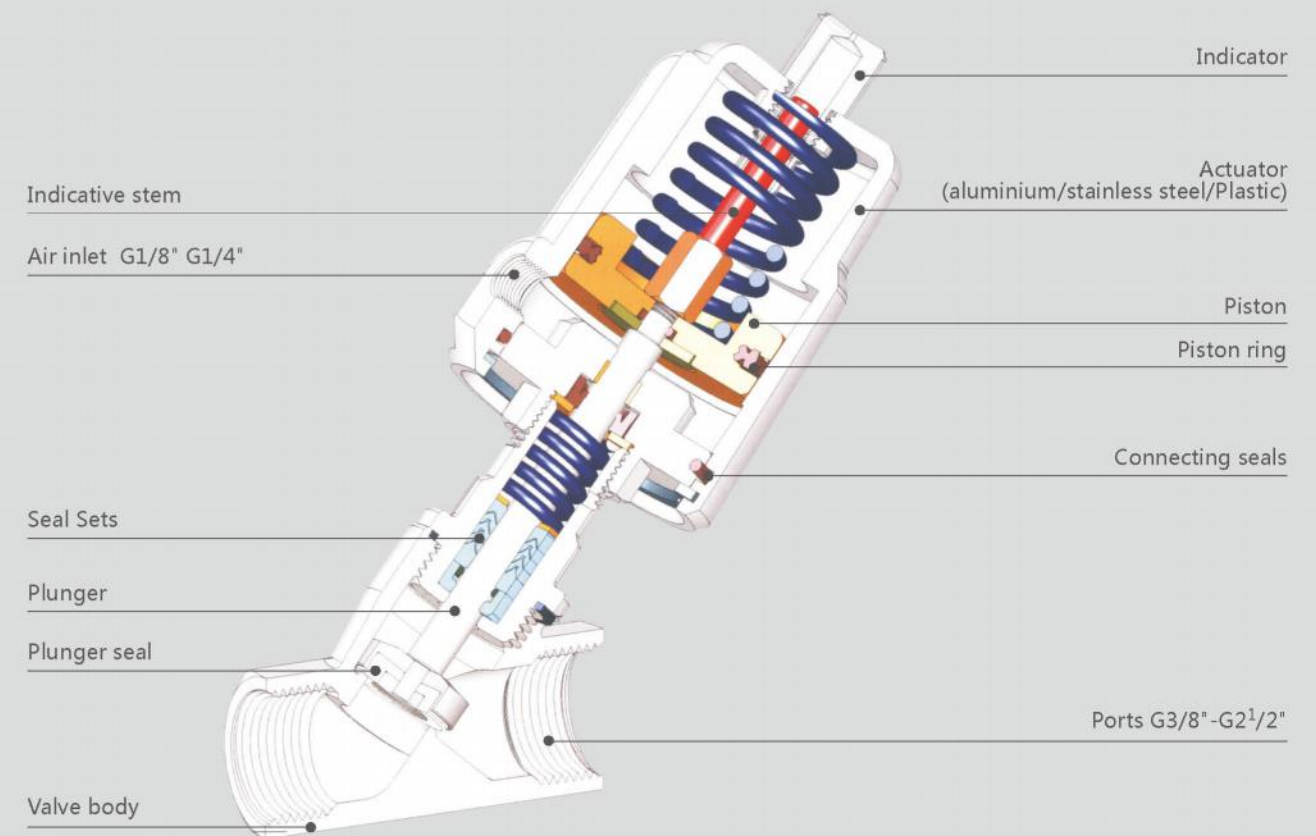 Indicator
Actuator
(aluminium/stainless steel/Plastic)
Indicative stem
Air inlet  G1/8" G1/4"
Piston
Piston ring
Connecting seals
Seal Sets
Plunger
Plunger seal
Ports G3/8"-G2¹/2"
Valve body